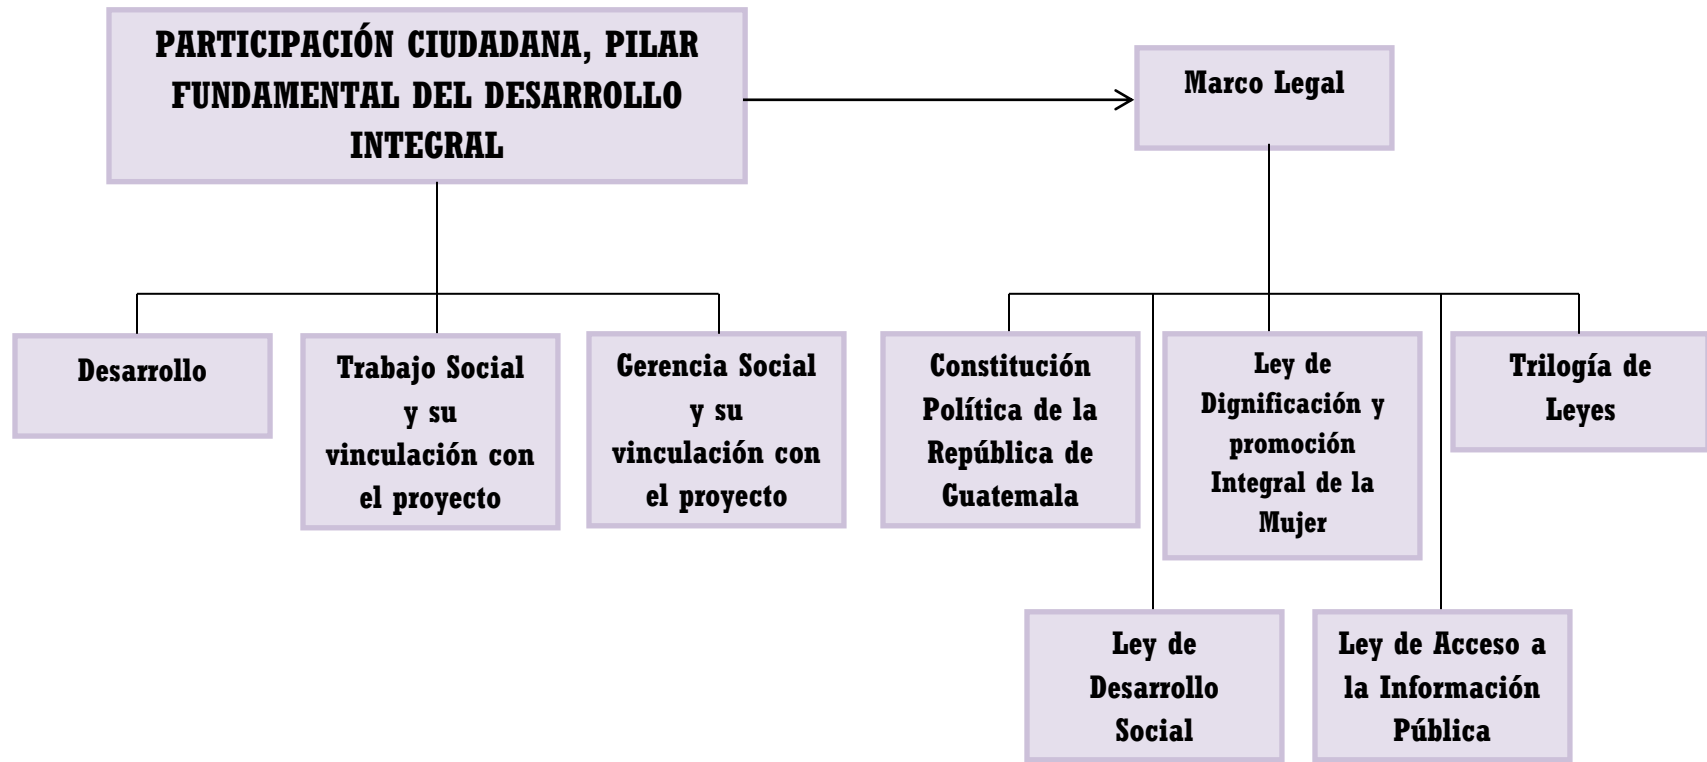 PARTICIPACIÓN CIUDADANA, PILAR
FUNDAMENTAL DEL DESARROLLO
INTEGRAL
Marco Legal
Desarrollo
Trabajo Social
y su
vinculación con
el proyecto
Gerencia Social
y su
vinculación con
el proyecto
Constitución
Política de la
República de
Guatemala
Ley de
Dignificación y
promoción
Integral de la
Mujer
Trilogía de
Leyes
Ley de
Desarrollo
Social
Ley de Acceso a
la Información
Pública